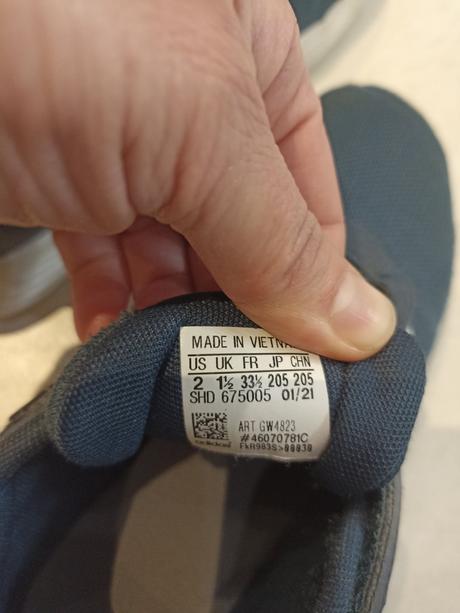 MADE IN
US UK FR JP CHN
2 1½ 33½ 205 205
SHD 675005 01/21
ART GW4823
adidas #46070781C